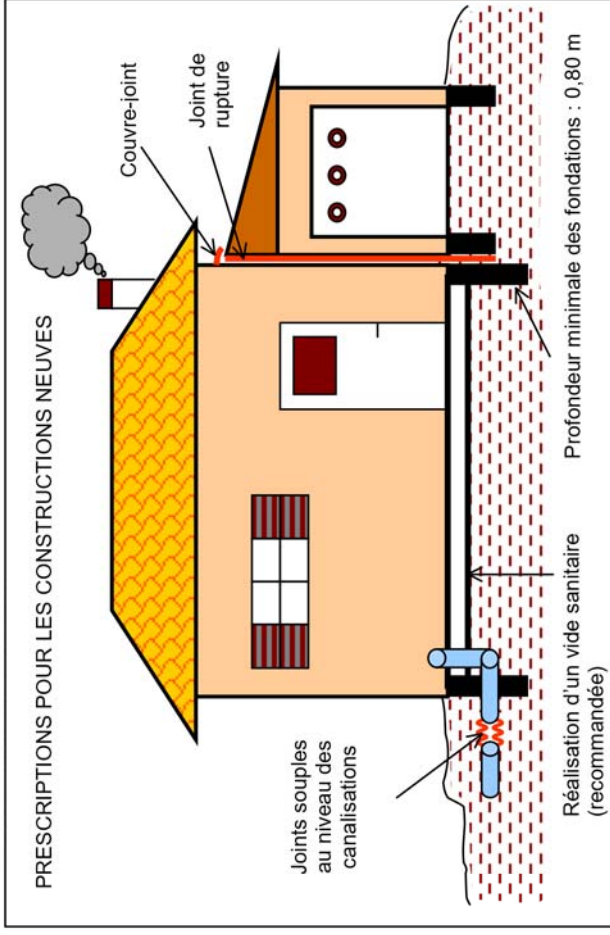 PRESCRIPTIONS POUR LES CONSTRUCTIONS NEUVES
Couvre-joint
Joint de
rupture
Joints souples
au niveau des
canalisations
Réalisation d'un vide sanitaire
(recommandée)
Profondeur minimale des fondations : 0,80 m